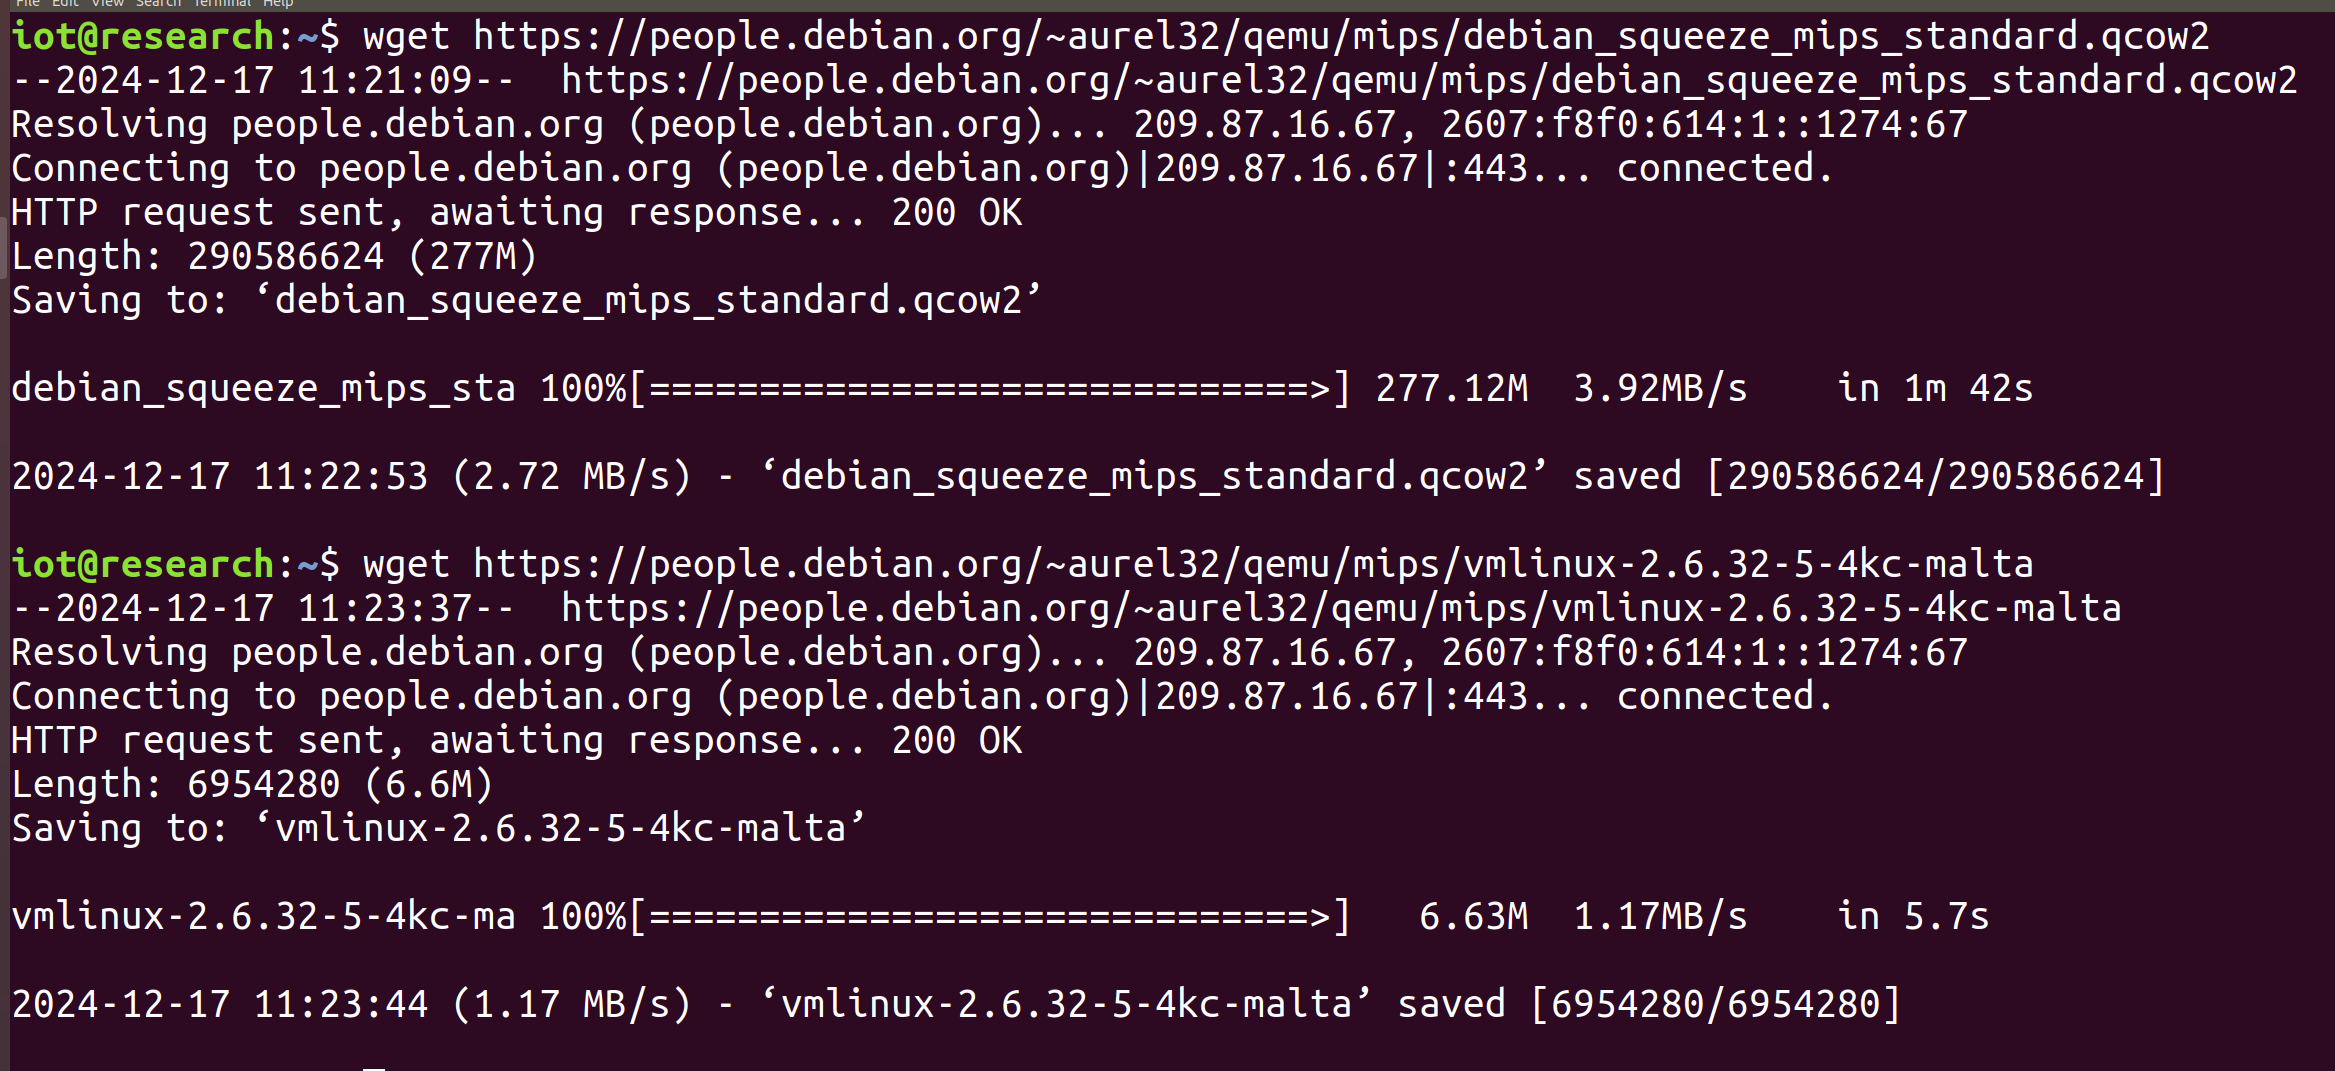 File Edit View Search Terminal Help
iot@research:~$ wget https://people.debian.org/~aurel32/qemu/mips/debian_squeeze_mips_standard.qcow2
--2024-12-17 11:21:09--  https://people.debian.org/~aurel32/qemu/mips/debian_squeeze_mips_standard.qcow2
Resolving people.debian.org (people.debian.org)... 209.87.16.67, 2607:f8f0:614:1::1274:67
Connecting to people.debian.org (people.debian.org)|209.87.16.67|:443... connected.
HTTP request sent, awaiting response... 200 OK
Length: 290586624 (277M)
Saving to: ‘debian_squeeze_mips_standard.qcow2’
debian_squeeze_mips_sta 100%[==============================>] 277.12M  3.92MB/s    in 1m 42s
2024-12-17 11:22:53 (2.72 MB/s) - ‘debian_squeeze_mips_standard.qcow2’ saved [290586624/290586624]
iot@research:~$ wget https://people.debian.org/~aurel32/qemu/mips/vmlinux-2.6.32-5-4kc-malta
--2024-12-17 11:23:37--  https://people.debian.org/~aurel32/qemu/mips/vmlinux-2.6.32-5-4kc-malta
Resolving people.debian.org (people.debian.org)... 209.87.16.67, 2607:f8f0:614:1::1274:67
Connecting to people.debian.org (people.debian.org)|209.87.16.67|:443... connected.
HTTP request sent, awaiting response... 200 OK
Length: 6954280 (6.6M)
Saving to: ‘vmlinux-2.6.32-5-4kc-malta’
vmlinux-2.6.32-5-4kc-ma 100%[==============================>]   6.63M  1.17MB/s    in 5.7s
2024-12-17 11:23:44 (1.17 MB/s) - ‘vmlinux-2.6.32-5-4kc-malta’ saved [6954280/6954280]